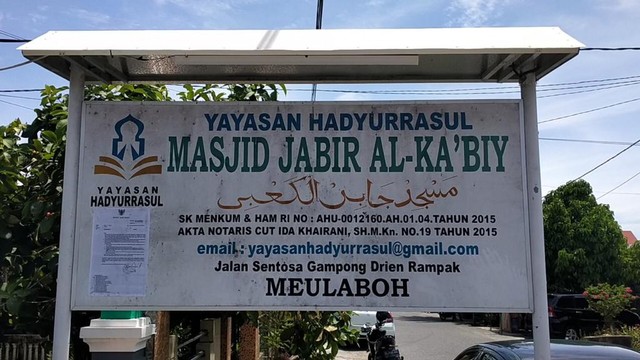 YAYASAN HADYURRASUL
MASJID JABIR AL-KA'BIY
مسجد جابر الكعبى
YAYASAN
HADYURRASUL
SK MENKUM & HAM RI NO : AHU-0012160.AH.01.04.TAHUN 2015
AKTA NOTARIS CUT IDA KHAIRANI, SH.M.Kn. NO.19 TAHUN 2015
email : yayasanhadyurrasul@gmail.com
Jalan Sentosa Gampong Drien Rampak
MEULABOH